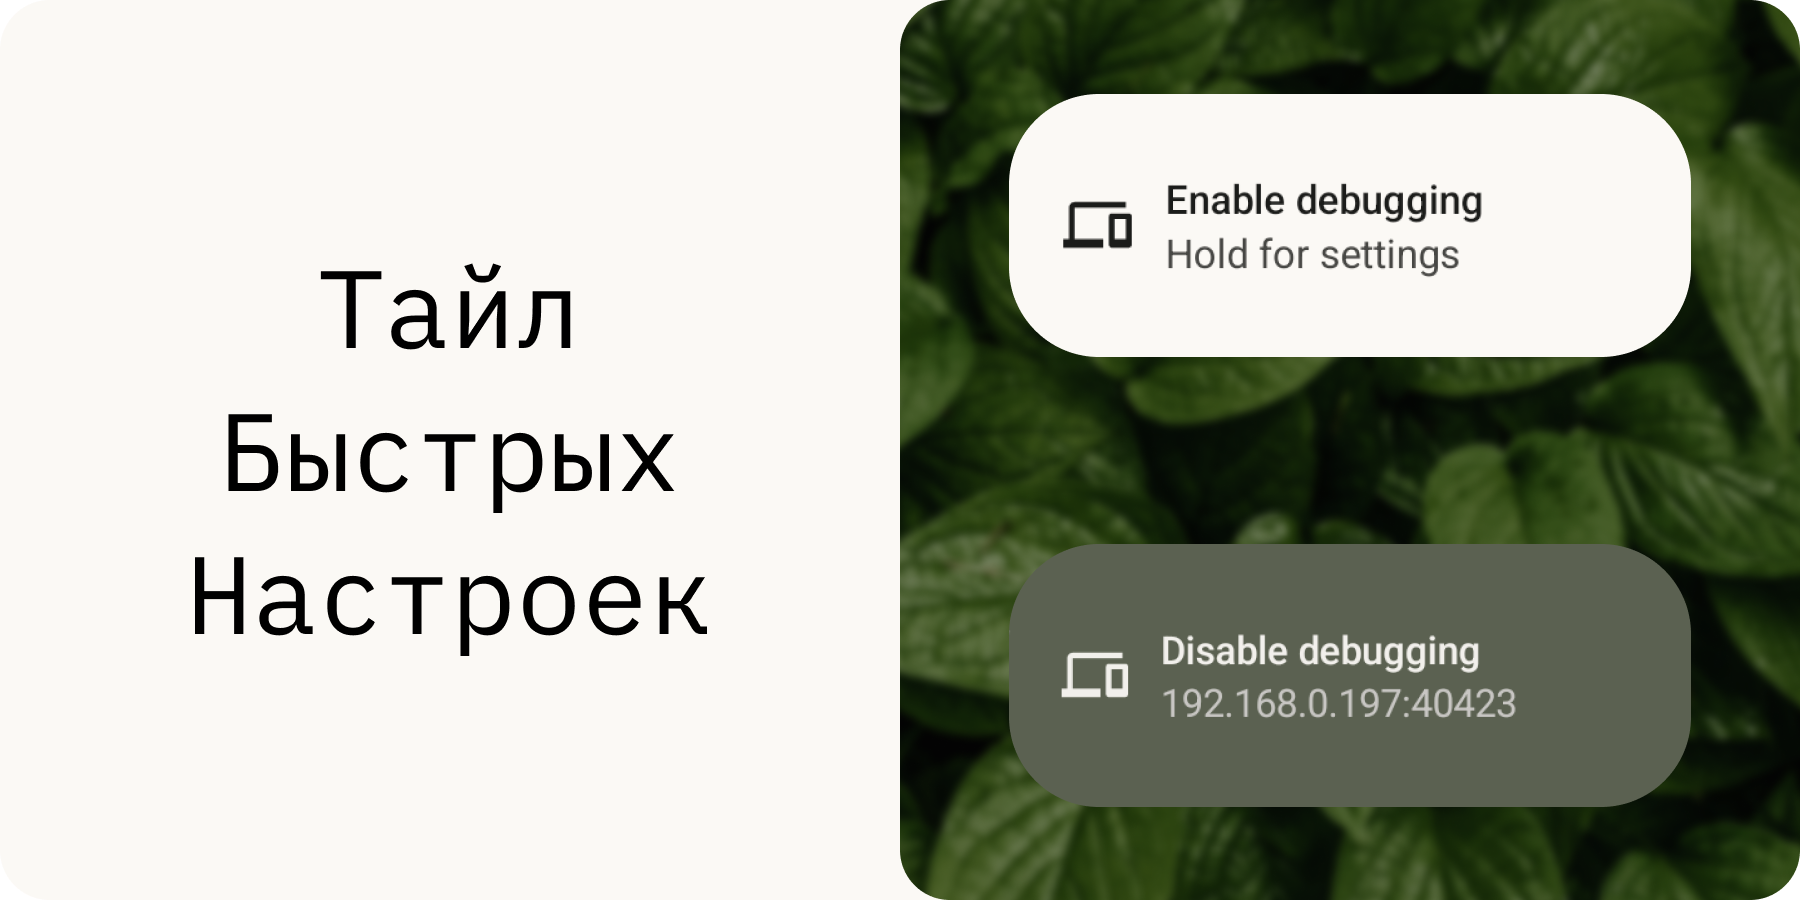 Тайл
Быстрых
Настроек
Enable debugging
Hold for settings
Disable debugging
192.168.0.197:40423